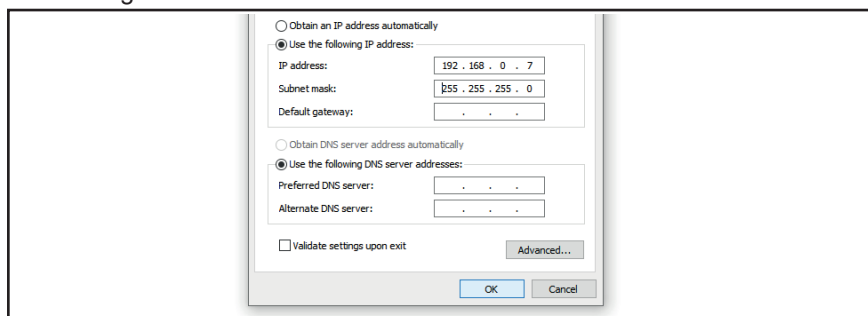 Obtain an IP address automatically
Use the following IP address:
IP address: 192 . 168 . 0 . 7
Subnet mask: 255 . 255 . 255 . 0
Default gateway: . . .
Obtain DNS server address automatically
Use the following DNS server addresses:
Preferred DNS server: . . .
Alternate DNS server: . . .
Validate settings upon exit Advanced...
OK Cancel